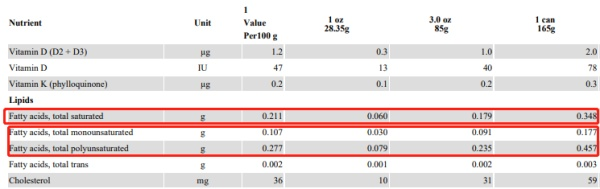 Nutrient Unit 1 Value Per100 g 1 oz 28.35g 3.0 oz 85g 1 can 165g
Vitamin D (D2 + D3) µg 1.2 0.3 1.0 2.0
Vitamin D IU 47 13 40 78
Vitamin K (phylloquinone) µg 0.2 0.1 0.2 0.3
Lipids
Fatty acids, total saturated g 0.211 0.060 0.179 0.348
Fatty acids, total monounsaturated g 0.107 0.030 0.091 0.177
Fatty acids, total polyunsaturated g 0.277 0.079 0.235 0.457
Fatty acids, total trans g 0.002 0.001 0.002 0.003
Cholesterol mg 36 10 31 59